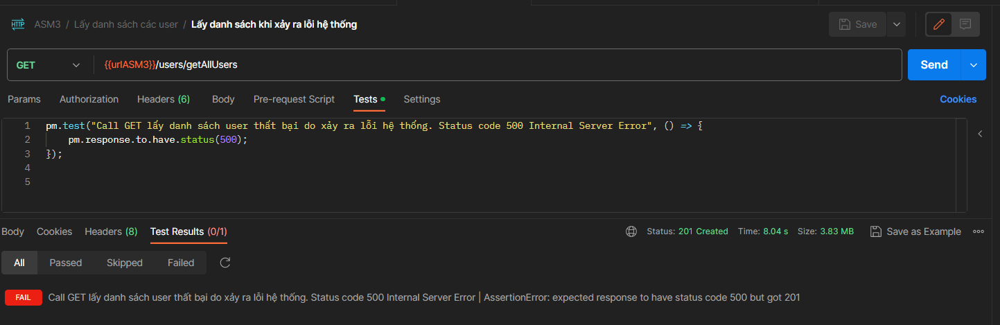 HTTP ASM3 / Lấy danh sách các user / Lấy danh sách khi xảy ra lỗi hệ thống Save
GET {{urlASM3}}/users/getAllUsers Send
Params Authorization Headers (6) Body Pre-request Script Tests Settings Cookies
1 pm.test("Call GET lấy danh sách user thất bại do xảy ra lỗi hệ thống. Status code 500 Internal Server Error", () => {
2 pm.response.to.have.status(500);
3 });
4
5
Body Cookies Headers (8) Test Results (0/1) Status: 201 Created Time: 8.04 s Size: 3.83 MB Save as Example
All Passed Skipped Failed
FAIL Call GET lấy danh sách user thất bại do xảy ra lỗi hệ thống. Status code 500 Internal Server Error | AssertionError: expected response to have status code 500 but got 201